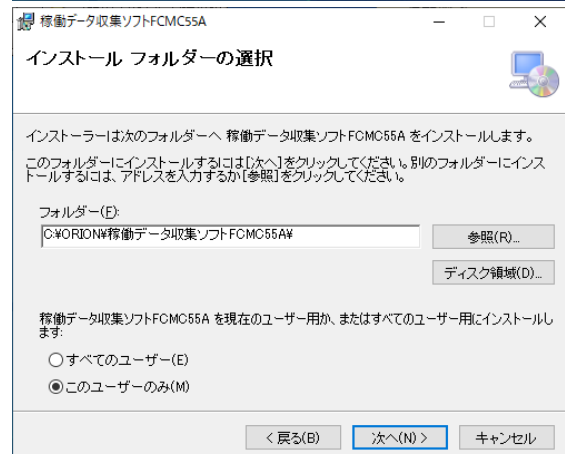 稼働データ収集ソフトFCMC55A
インストール フォルダーの選択
インストーラーは次のフォルダーへ 稼働データ収集ソフトFCMC55A をインストールします。
このフォルダーにインストールするには[次へ]をクリックしてください。別のフォルダーにインス
トールするには、アドレスを入力するか[参照]をクリックしてください。
フォルダー(F):
C:¥ORION¥稼働データ収集ソフトFCMC55A¥
参照(R)...
ディスク領域(D)...
稼働データ収集ソフトFCMC55A を現在のユーザー用か、またはすべてのユーザー用にインストールし
ます:
すべてのユーザー(E)
このユーザーのみ(M)
< 戻る(B)
次へ(N) >
キャンセル